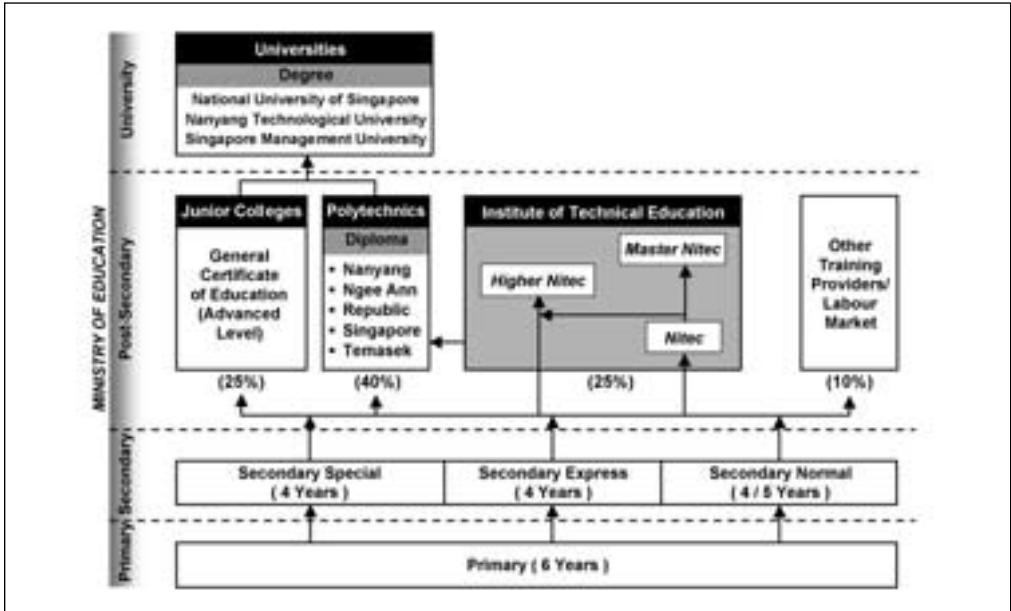 MINISTRY OF EDUCATION
University
Universities
Degree
National University of Singapore
Nanyang Technological University
Singapore Management University
Post-Secondary
Junior Colleges
General
Certificate
of Education
(Advanced
Level)
(25%)
Polytechnics
Diploma
• Nanyang
• Ngee Ann
• Republic
• Singapore
• Temasek
(40%)
Institute of Technical Education
Master Nitec
Higher Nitec
Nitec
(25%)
Other
Training
Providers/
Labour
Market
(10%)
Secondary
Secondary Special
( 4 Years )
Secondary Express
( 4 Years )
Secondary Normal
( 4 / 5 Years )
Primary
Primary ( 6 Years )